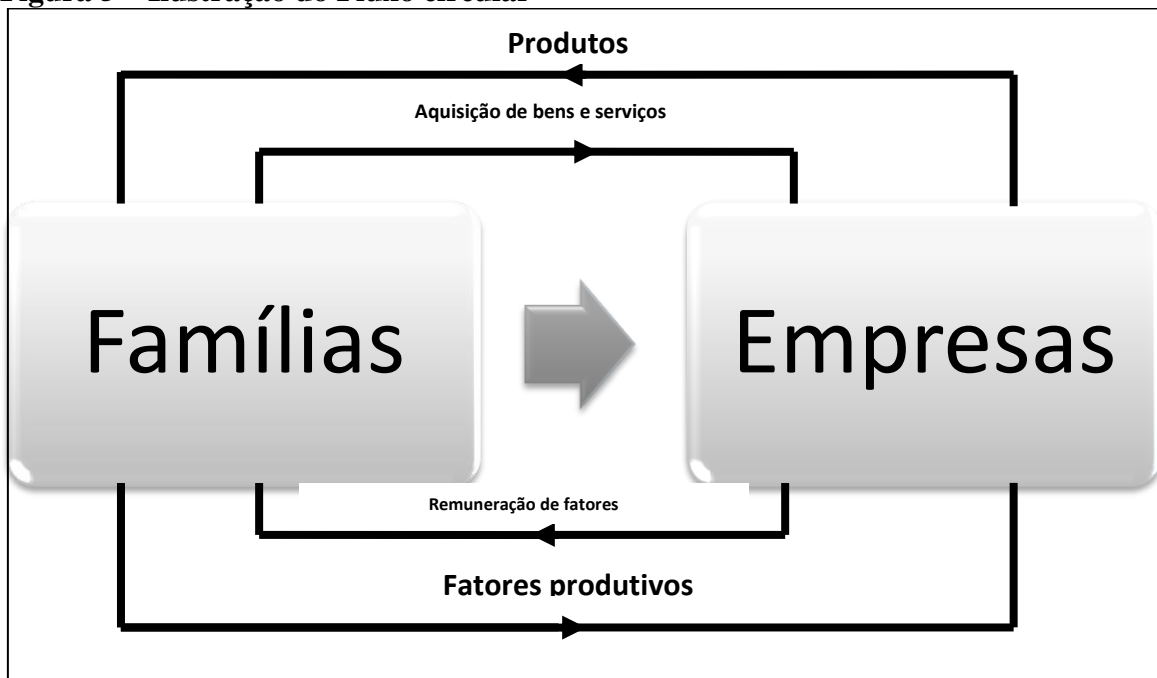 Produtos
Aquisição de bens e serviços
Famílias
Empresas
Remuneração de fatores
Fatores produtivos